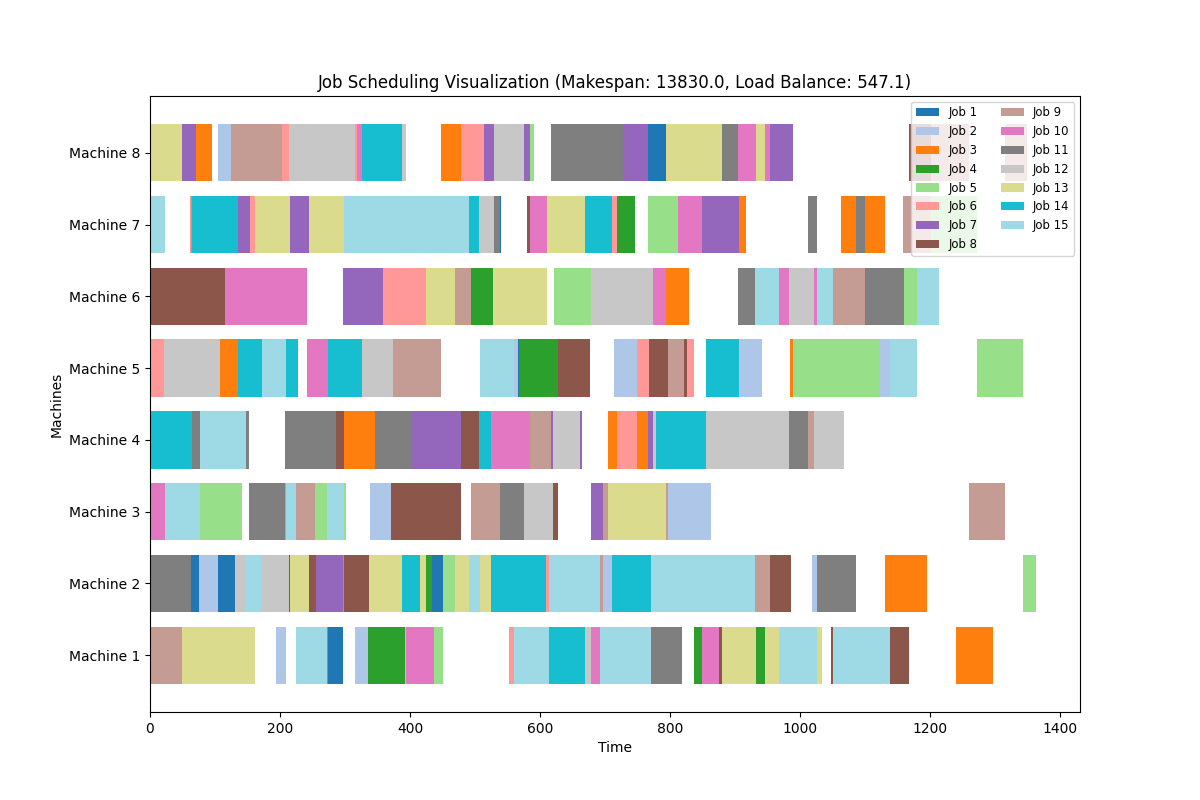 Job Scheduling Visualization (Makespan: 13830.0, Load Balance: 547.1)
Machine 8
Machine 7
Machine 6
Machine 5
Machine 4
Machine 3
Machine 2
Machine 1
Machines
0 200 400 600 800 1000 1200 1400
Time
Job 1
Job 2
Job 3
Job 4
Job 5
Job 6
Job 7
Job 8
Job 9
Job 10
Job 11
Job 12
Job 13
Job 14
Job 15